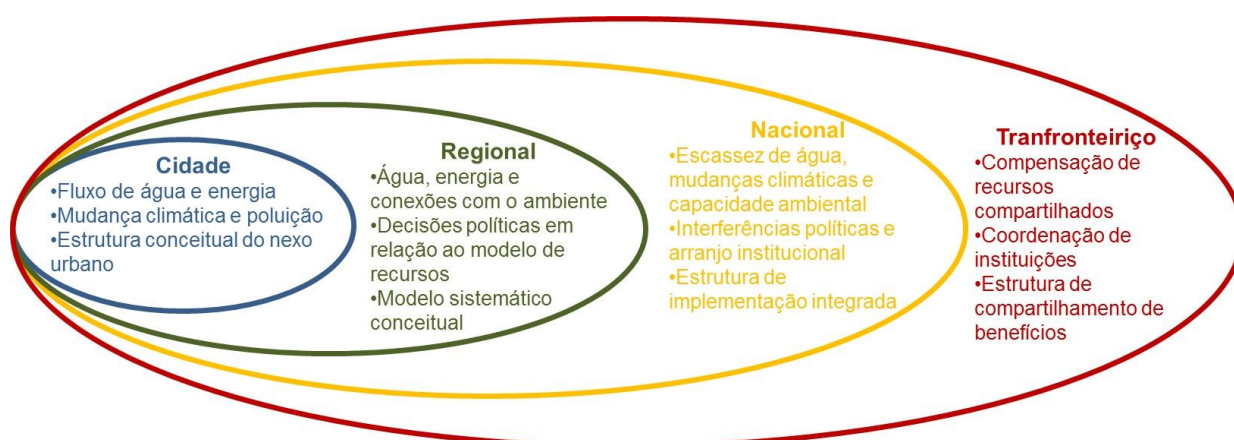 Cidade
•Fluxo de água e energia
•Mudança climática e poluição
•Estrutura conceitual do nexo
urbano
Regional
•Água, energia e
conexões com o ambiente
•Decisões políticas em
relação ao modelo de
recursos
•Modelo sistemático
conceitual
Nacional
•Escassez de água,
mudanças climáticas e
capacidade ambiental
•Interferências políticas e
arranjo institucional
•Estrutura de
implementação integrada
Tranfronteiriço
•Compensação de
recursos
compartilhados
•Coordenação de
instituições
•Estrutura de
compartilhamento de
benefícios